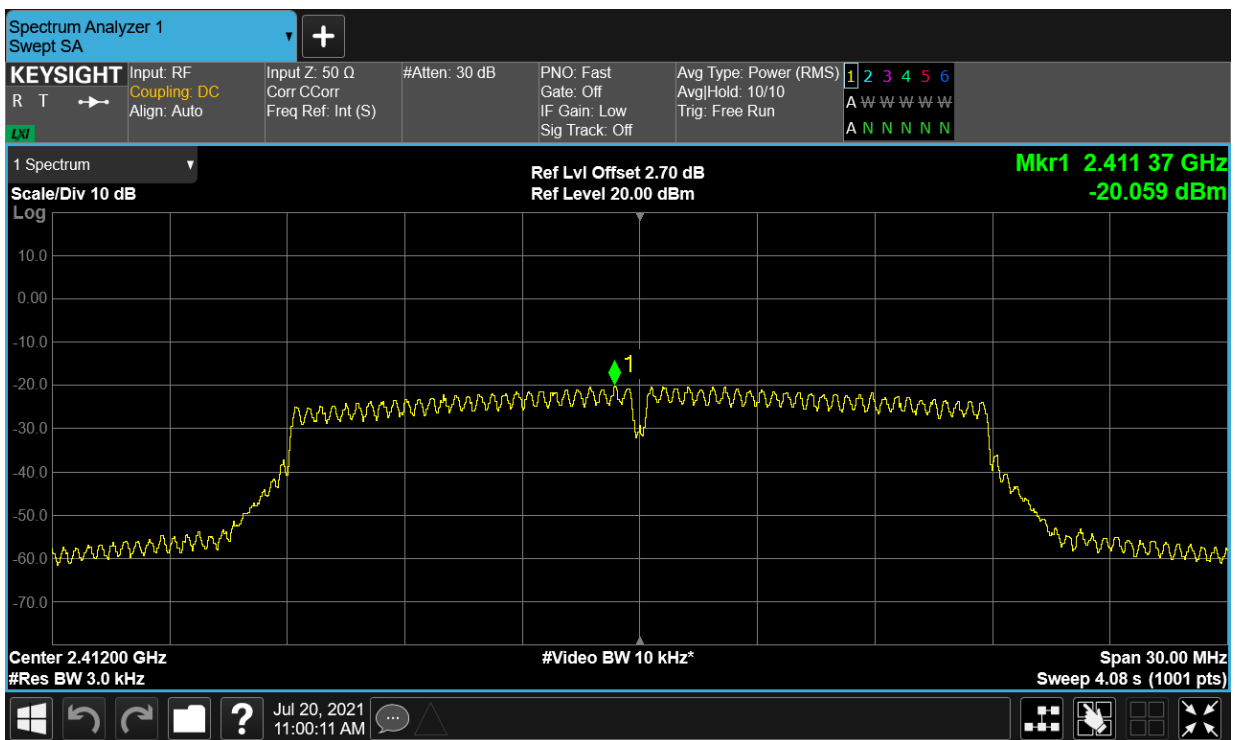 Spectrum Analyzer 1
Swept SA
KEYSIGHT
R T
LXI
Input: RF
Coupling: DC
Align: Auto
Input Z: 50 Ω
Corr CCorr
Freq Ref: Int (S)
#Atten: 30 dB
PNO: Fast
Gate: Off
IF Gain: Low
Sig Track: Off
Avg Type: Power (RMS)
Avg|Hold: 10/10
Trig: Free Run
1 2 3 4 5 6
A W W W W W
A N N N N N
1 Spectrum
Scale/Div 10 dB
Log
Ref Lvl Offset 2.70 dB
Ref Level 20.00 dBm
Mkr1 2.411 37 GHz
-20.059 dBm
10.0
0.00
-10.0
-20.0
-30.0
-40.0
-50.0
-60.0
-70.0
1
Center 2.41200 GHz
#Res BW 3.0 kHz
#Video BW 10 kHz*
Span 30.00 MHz
Sweep 4.08 s (1001 pts)
?
Jul 20, 2021
11:00:11 AM